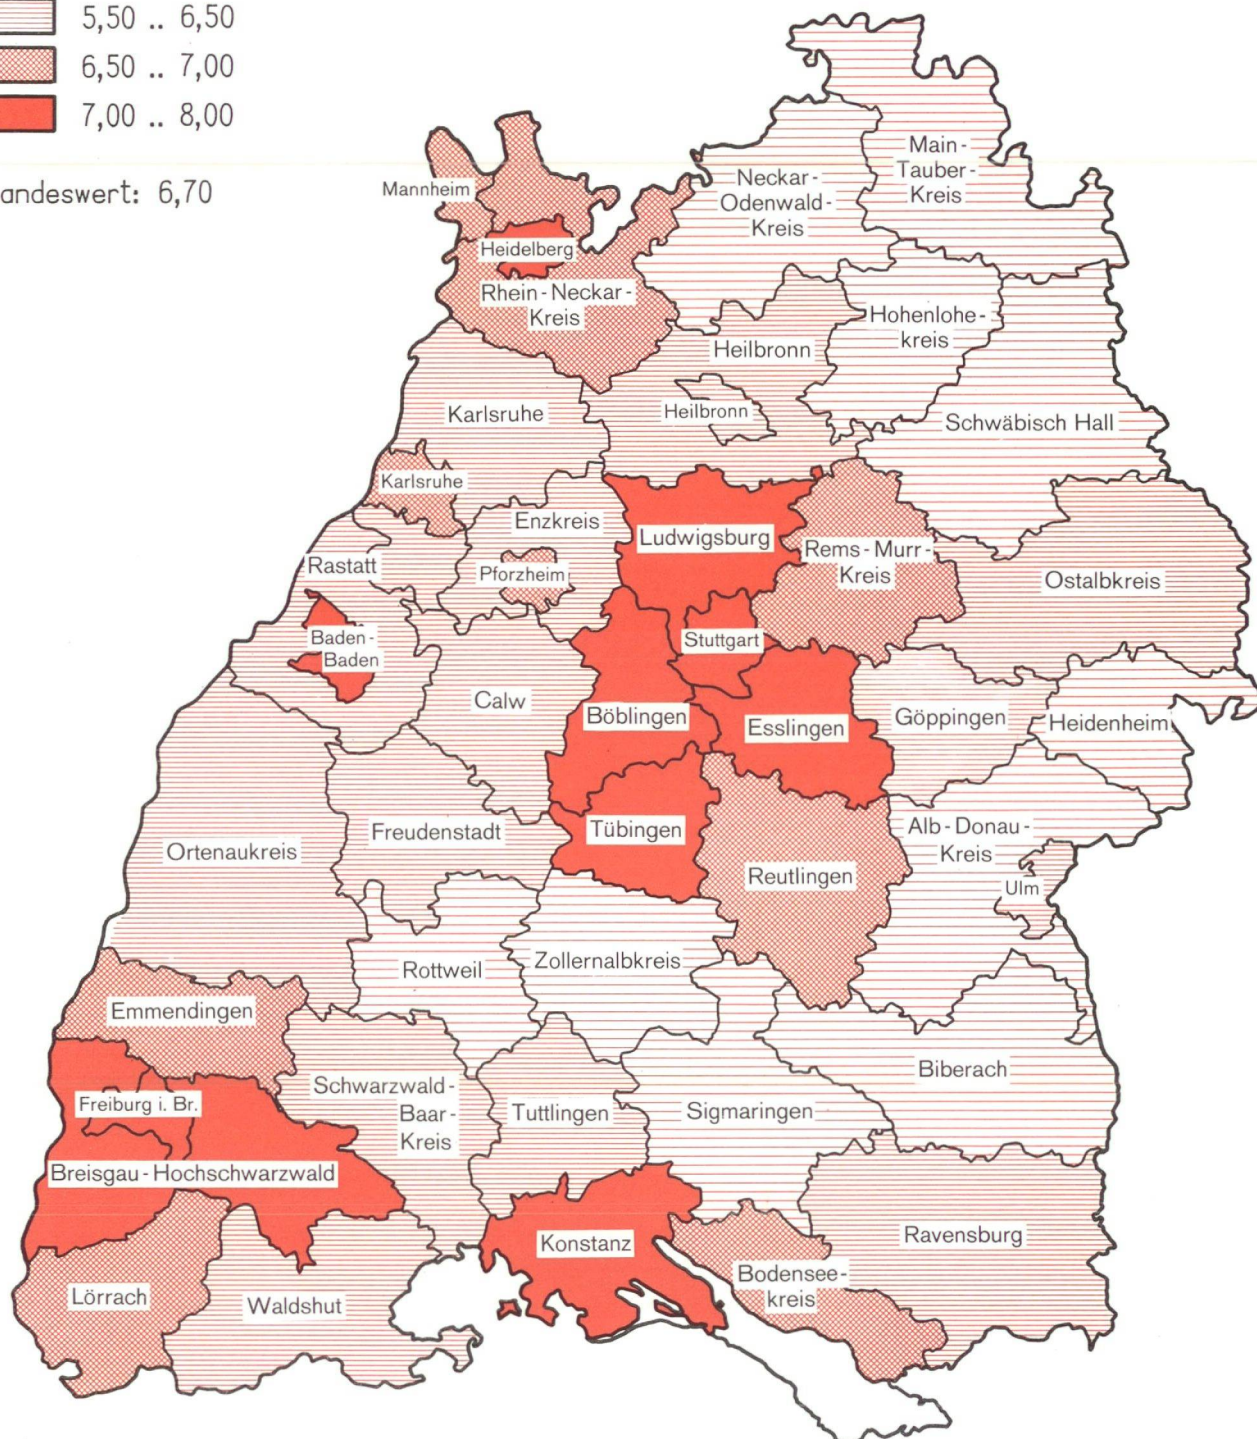 5,50 .. 6,50
6,50 .. 7,00
7,00 .. 8,00
andeswert: 6,70
Main-
Tauber-
Kreis
Neckar-
Odenwald-
Kreis
Mannheim
Heidelberg
Rhein-Neckar-
Kreis
Hohenlohe-
kreis
Heilbronn
Heilbronn
Karlsruhe
Schwäbisch Hall
Karlsruhe
Enzkreis
Ludwigsburg
Rems-Murr-
Kreis
Rastatt
Pforzheim
Ostalbkreis
Baden-
Baden
Stuttgart
Calw
Böblingen
Esslingen
Göppingen
Heidenheim
Freudenstadt
Tübingen
Alb-Donau-
Kreis
Ortenaukreis
Reutlingen
Ulm
Rottweil
Zollernalbkreis
Emmendingen
Biberach
Schwarzwald-
Baar-
Kreis
Freiburg i. Br.
Tuttlingen
Sigmaringen
Breisgau-Hochschwarzwald
Konstanz
Ravensburg
Bodensee-
kreis
Lörrach
Waldshut